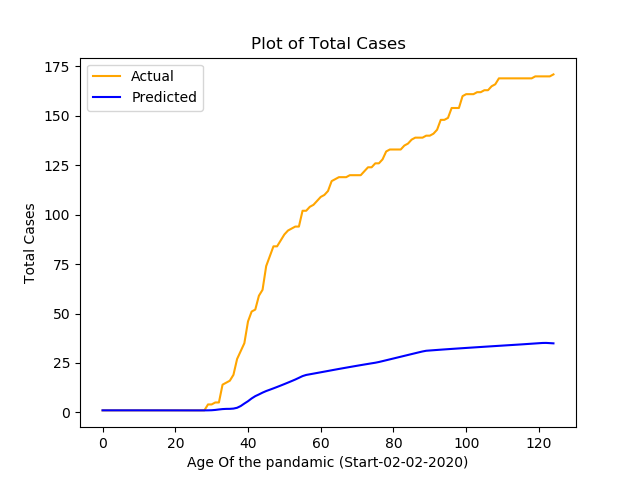 Plot of Total Cases
Actual
Predicted
175
150
125
100
75
50
25
0
Total Cases
0 20 40 60 80 100 120
Age Of the pandamic (Start-02-02-2020)